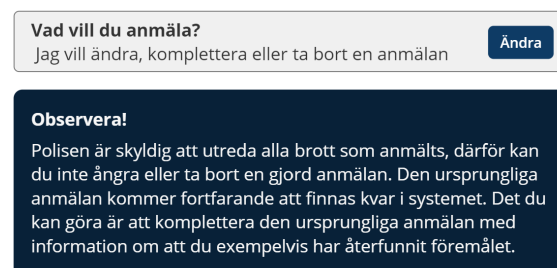 Vad vill du anmäla?
Jag vill ändra, komplettera eller ta bort en anmälan
Ändra
Observera!
Polisen är skyldig att utreda alla brott som anmälts, därför kan
du inte ångra eller ta bort en gjord anmälan. Den ursprungliga
anmälan kommer fortfarande att finnas kvar i systemet. Det du
kan göra är att komplettera den ursprungliga anmälan med
information om att du exempelvis har återfunnit föremålet.